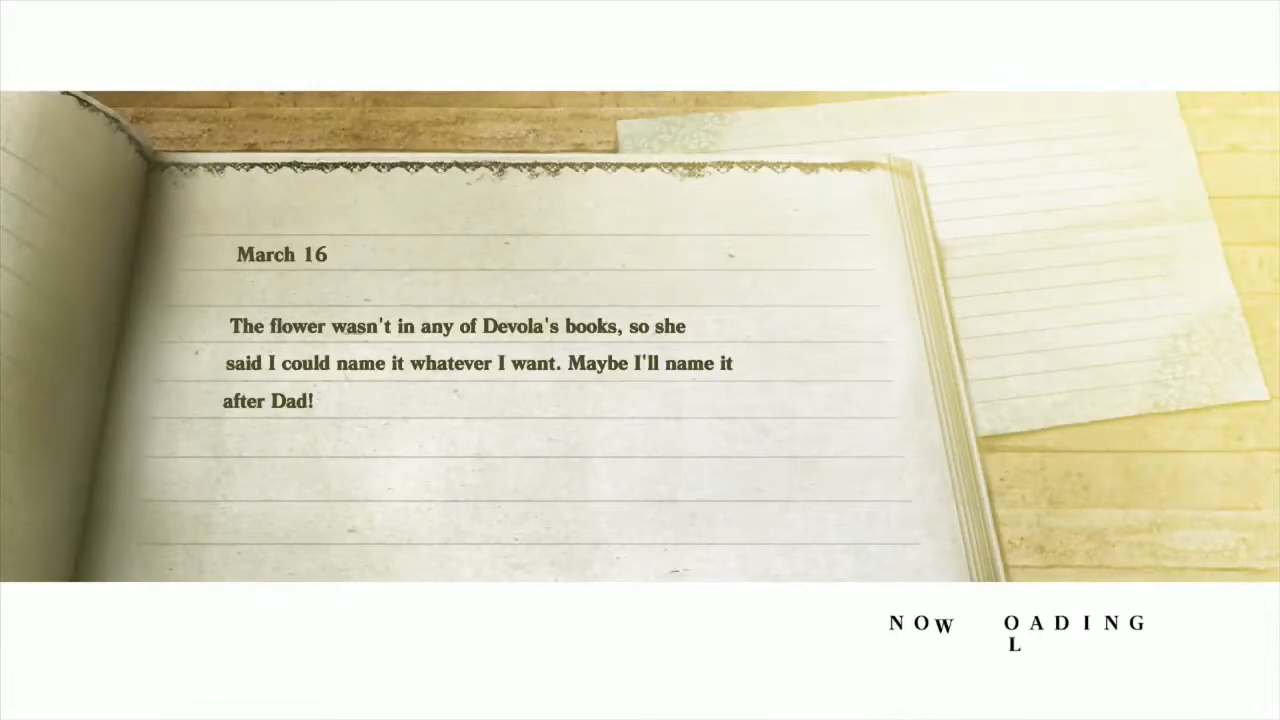 March 16
The flower wasn't in any of Devola's books, so she
said I could name it whatever I want. Maybe I'll name it
after Dad!
NOW LOADING